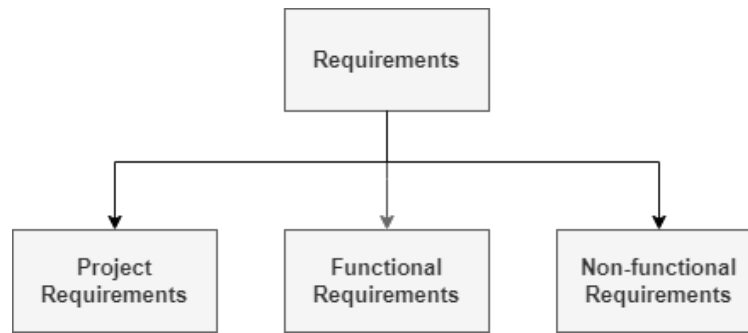 Requirements
Project
Requirements
Functional
Requirements
Non-functional
Requirements